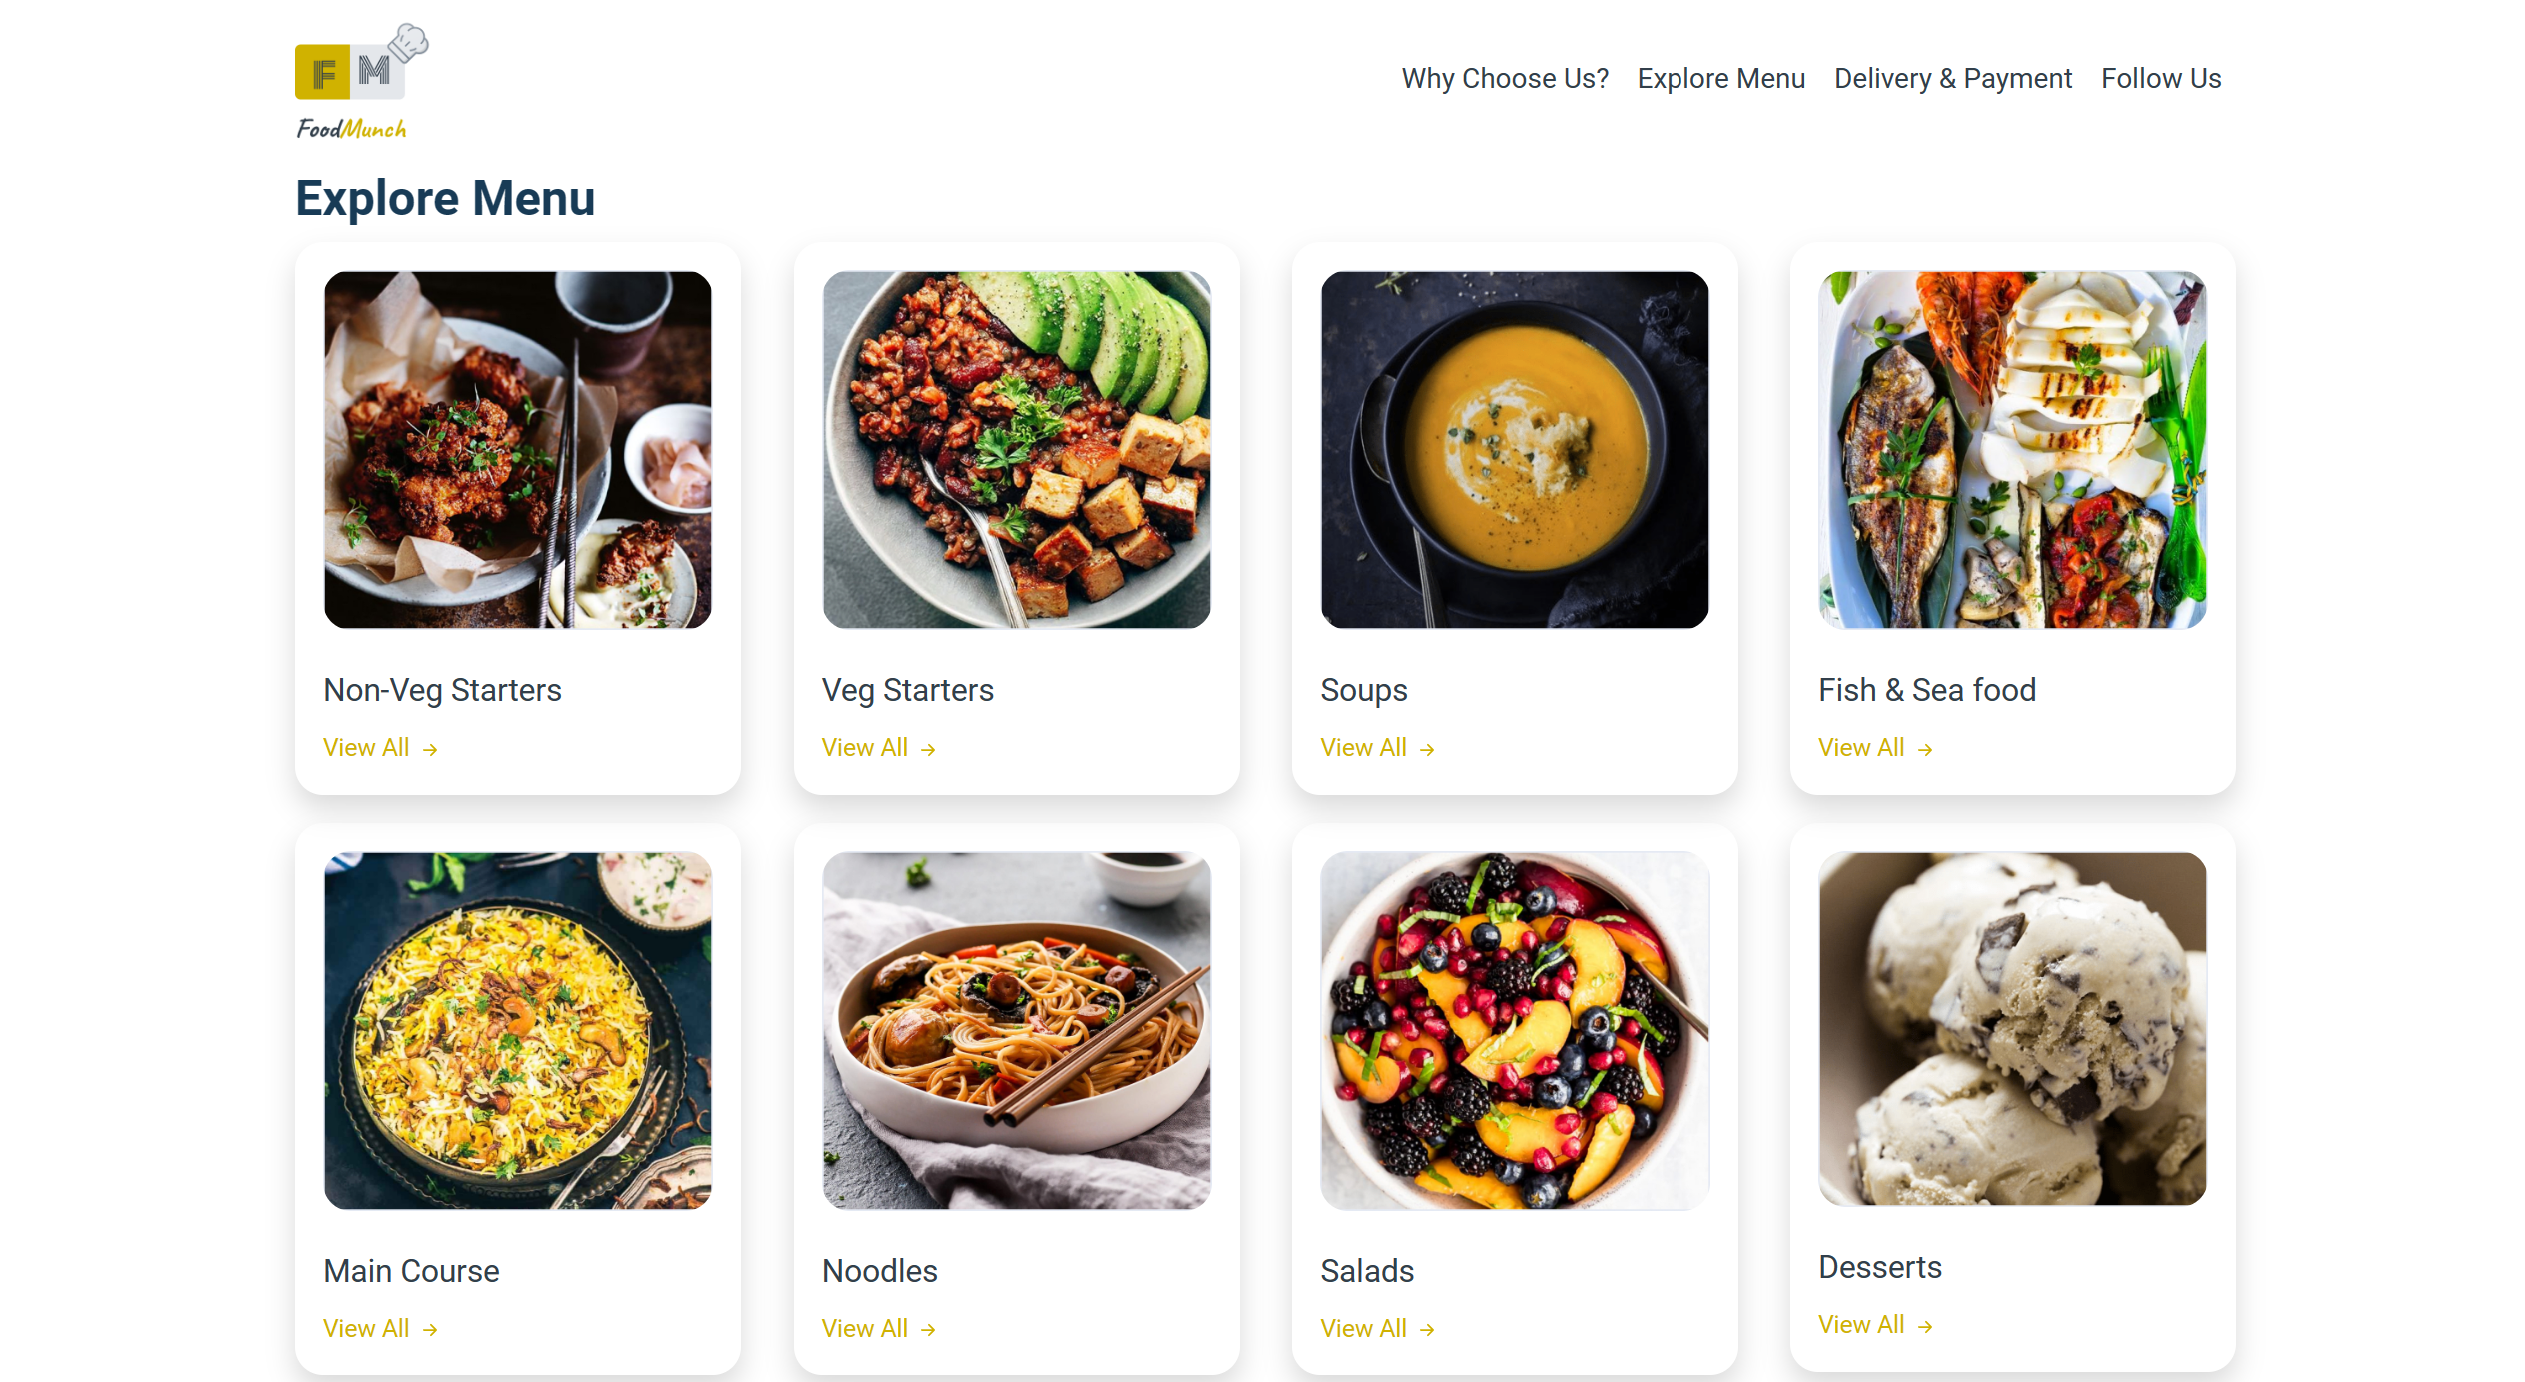 F M
FoodMunch
Why Choose Us? Explore Menu Delivery & Payment Follow Us
Explore Menu
Non-Veg Starters
View All →
Veg Starters
View All →
Soups
View All →
Fish & Sea food
View All →
Main Course
View All →
Noodles
View All →
Salads
View All →
Desserts
View All →